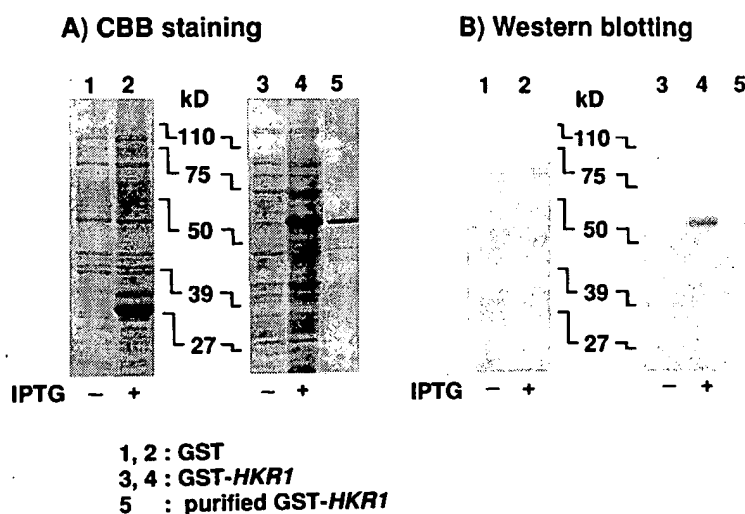 A) CBB staining
B) Western blotting
1 2 3 4 5
kD
110
75
50
39
27
IPTG − + − +
1 2 3 4 5
kD
110
75
50
39
27
IPTG − + − +
1, 2 : GST
3, 4 : GST-HKR1
5 : purified GST-HKR1